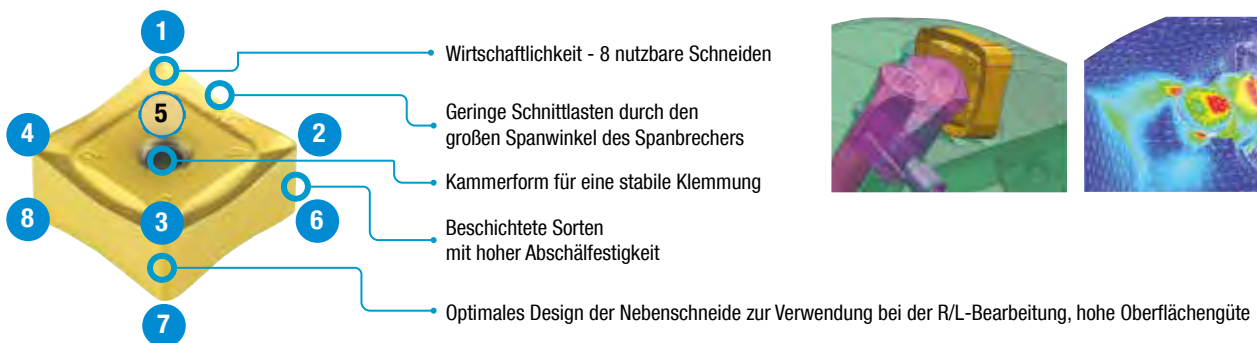 1
Wirtschaftlichkeit - 8 nutzbare Schneiden
5
Geringe Schnittlasten durch den
großen Spanwinkel des Spanbrechers
4
2
Kammerform für eine stabile Klemmung
8
3
6
Beschichtete Sorten
mit hoher Abschälfestigkeit
Optimales Design der Nebenschneide zur Verwendung bei der R/L-Bearbeitung, hohe Oberflächengüte
7